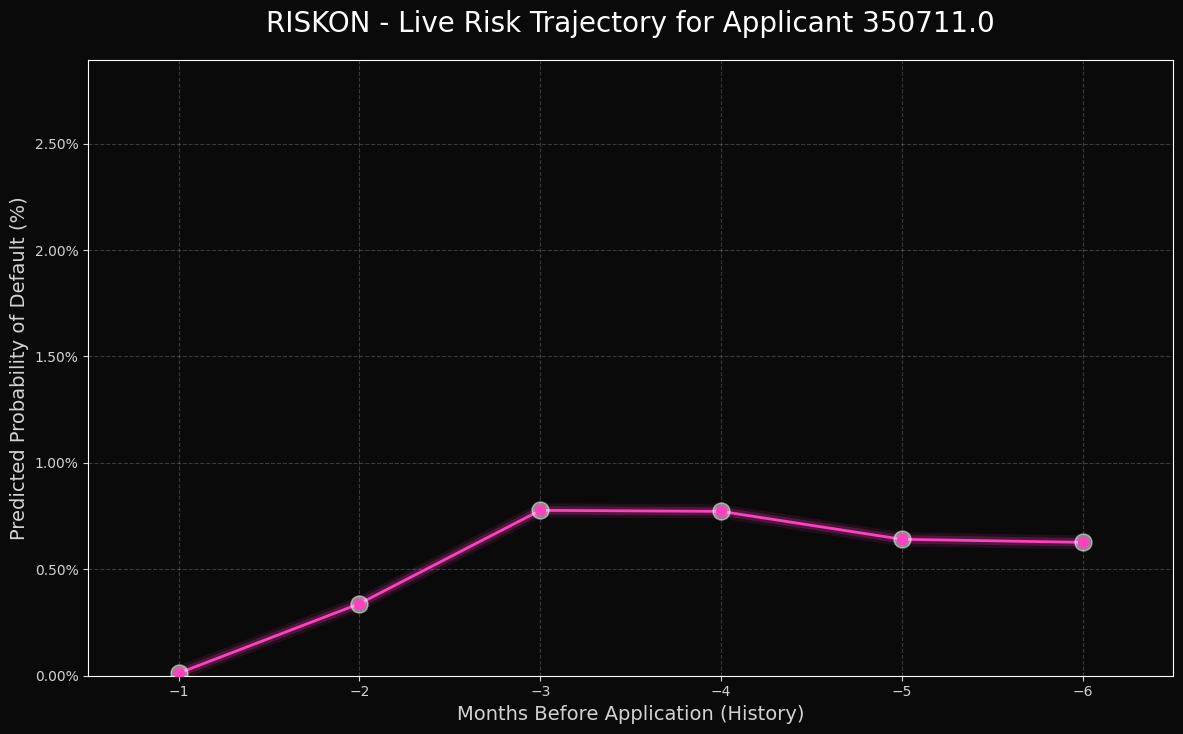 RISKON - Live Risk Trajectory for Applicant 350711.0
Predicted Probability of Default (%)
2.50%
2.00%
1.50%
1.00%
0.50%
0.00%
−1 −2 −3 −4 −5 −6
Months Before Application (History)